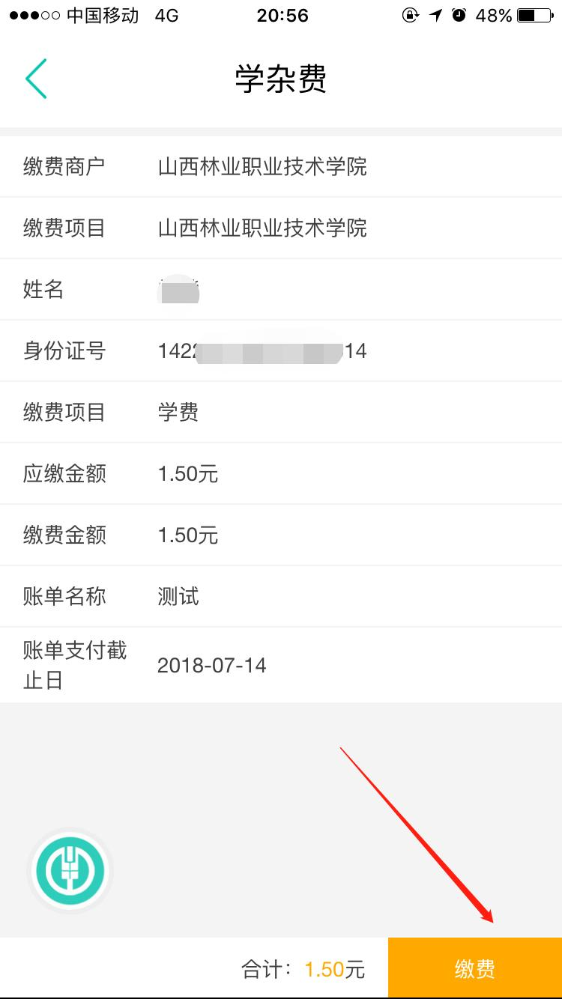 中国移动 4G 20:56 48%
学杂费
缴费商户 山西林业职业技术学院
缴费项目 山西林业职业技术学院
姓名
身份证号 142 14
缴费项目 学费
应缴金额 1.50元
缴费金额 1.50元
账单名称 测试
账单支付截
止日 2018-07-14
合计：1.50元 缴费